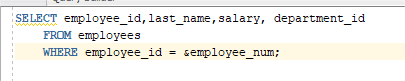 SELECT employee_id,last_name,salary, department_id
FROM employees
WHERE employee_id = &employee_num;